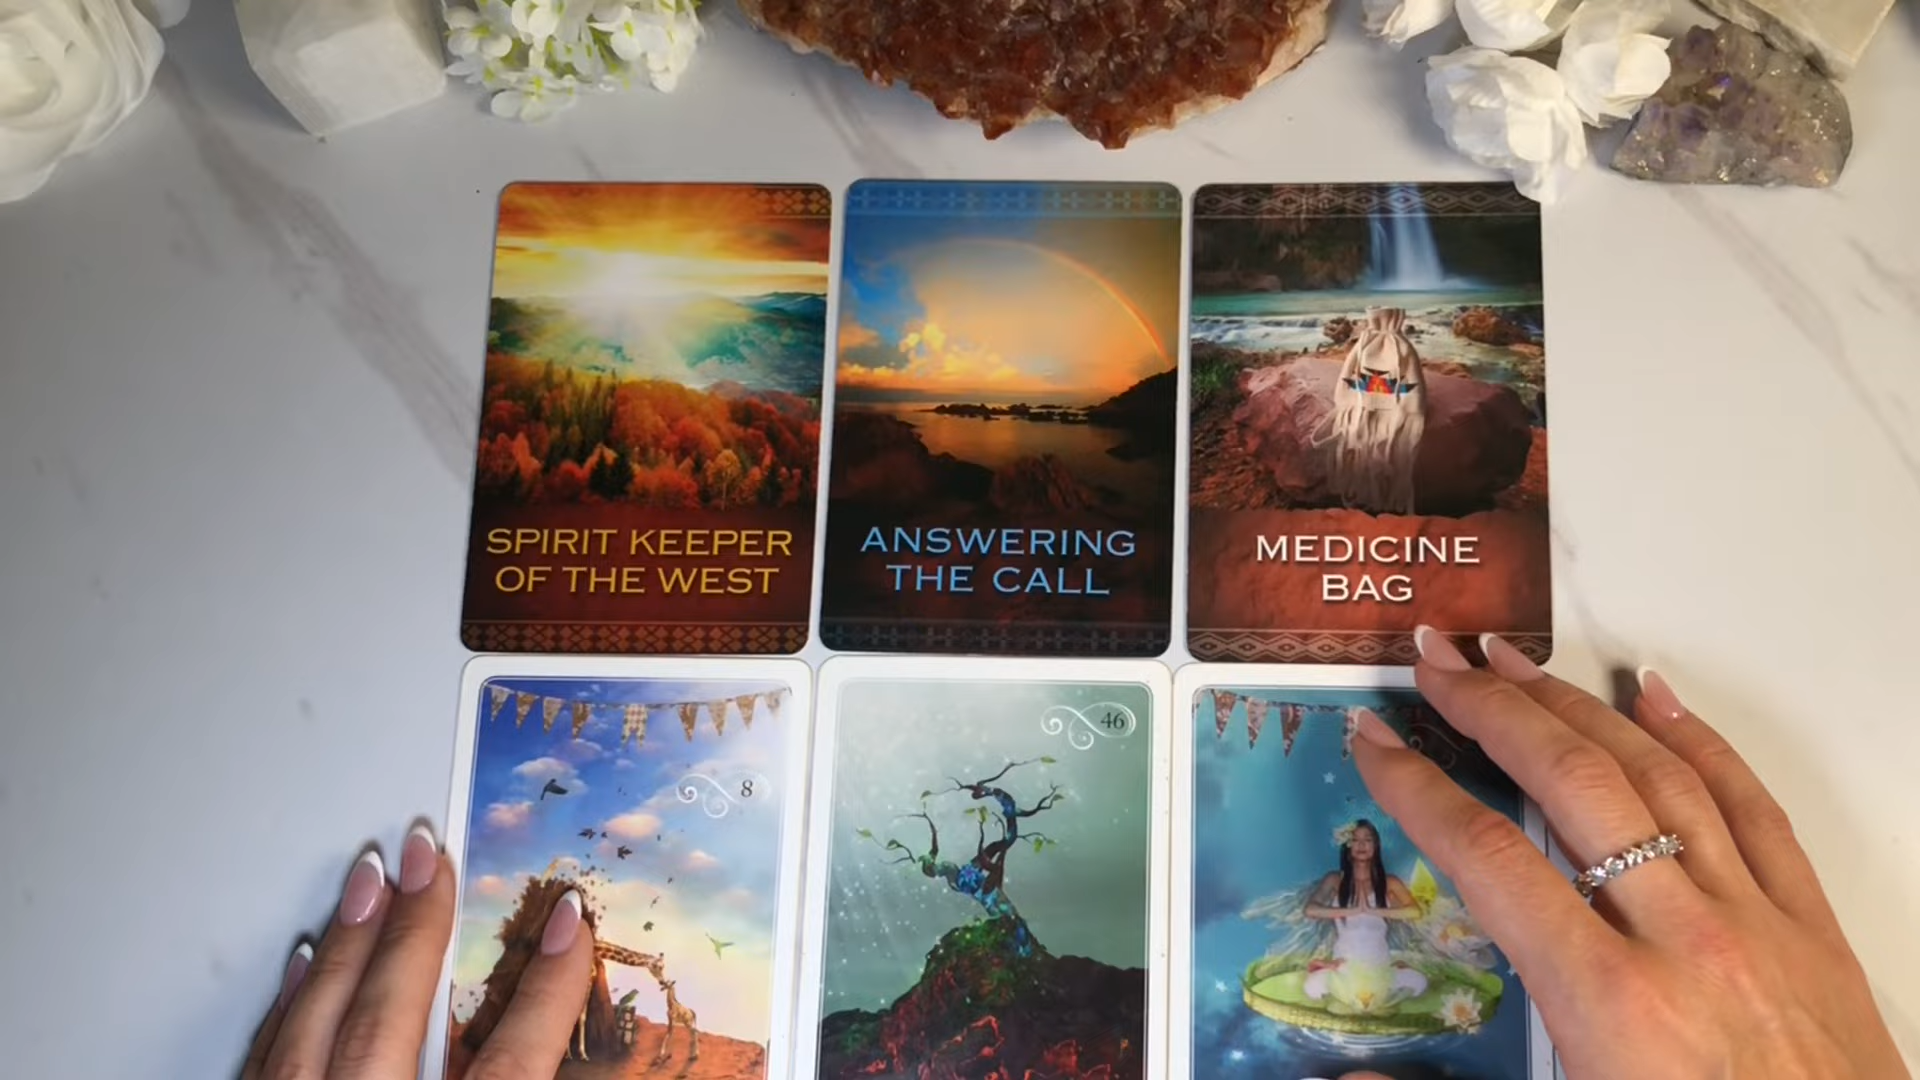 SPIRIT KEEPER
OF THE WEST
ANSWERING
THE CALL
MEDICINE
BAG
8
46